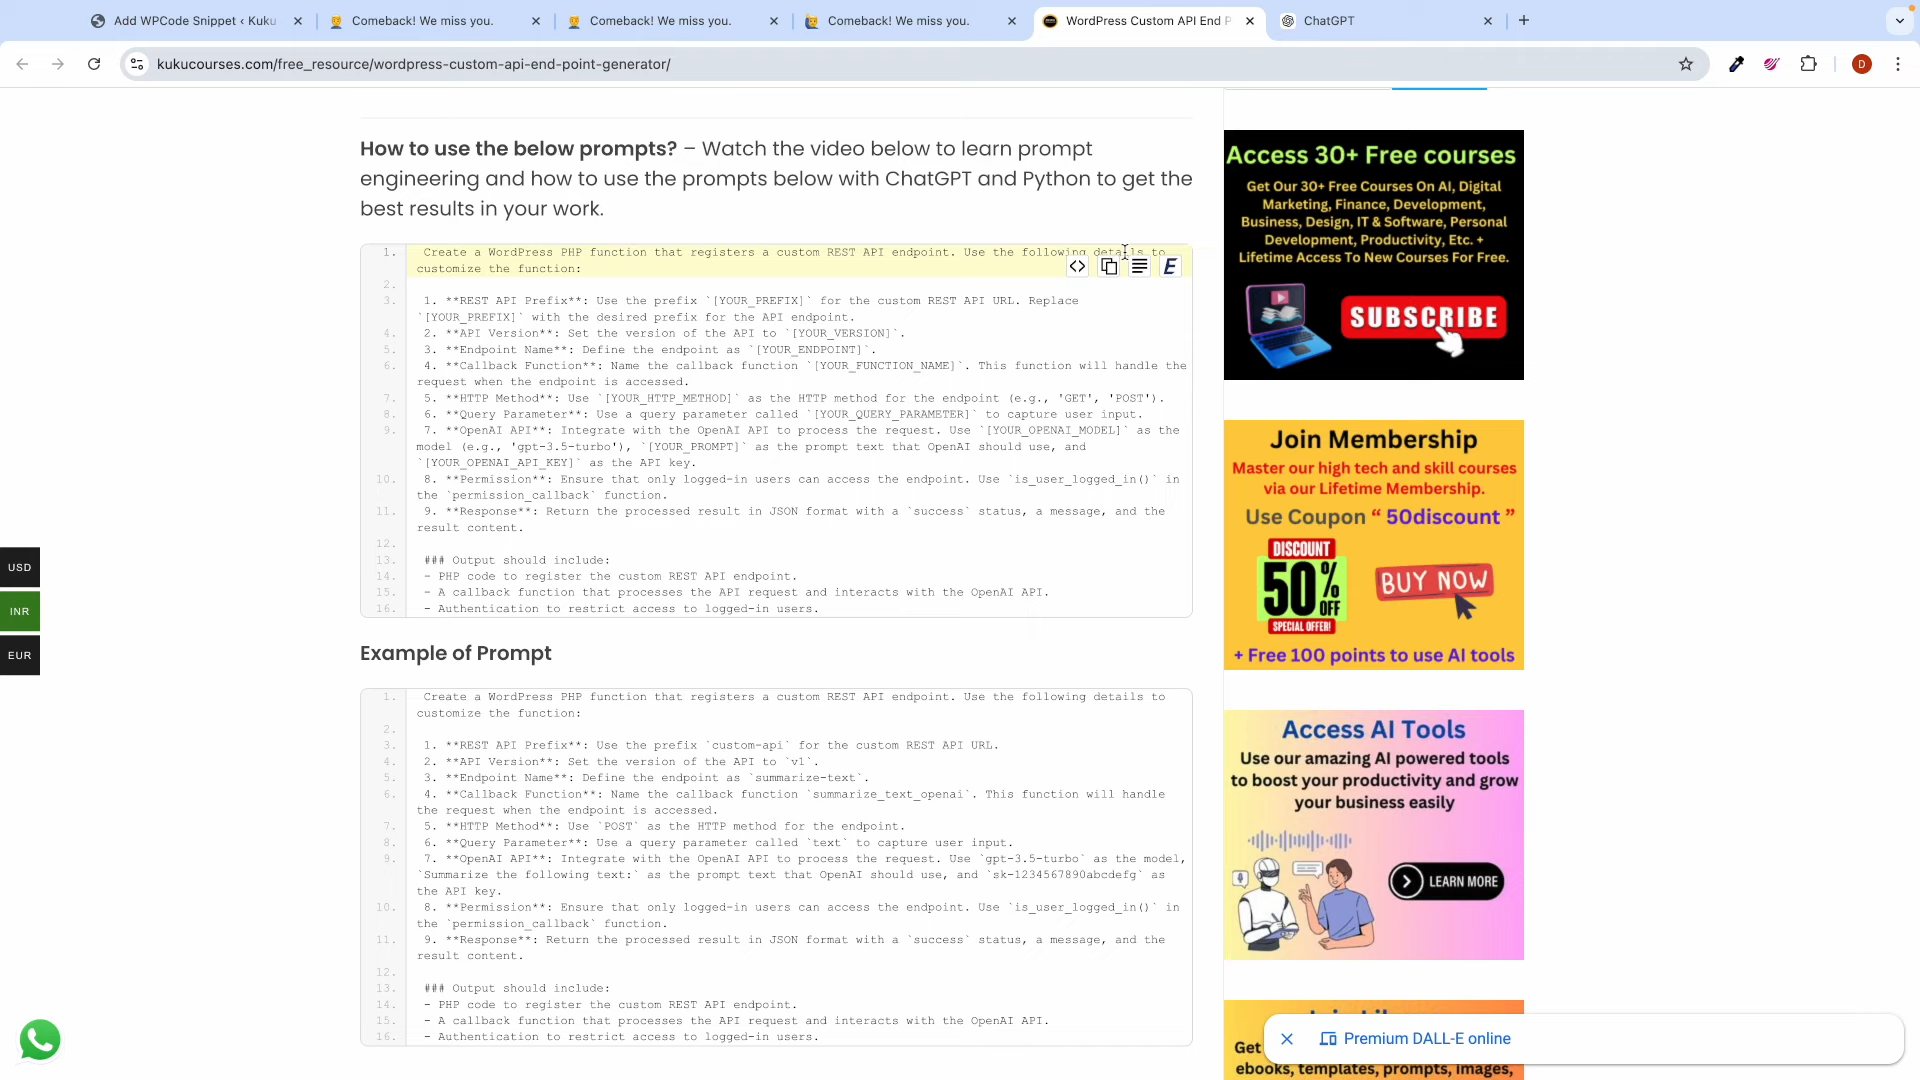 Add WPCode Snippet ‹ Kuku
Comeback! We miss you.
Comeback! We miss you.
Comeback! We miss you.
WordPress Custom API End P
ChatGPT
kukucourses.com/free_resource/wordpress-custom-api-end-point-generator/
D
How to use the below prompts? – Watch the video below to learn prompt
engineering and how to use the prompts below with ChatGPT and Python to get the
best results in your work.
1. Create a WordPress PHP function that registers a custom REST API endpoint. Use the following details to
customize the function:
2.
3. 1. **REST API Prefix**: Use the prefix `[YOUR_PREFIX]` for the custom REST API URL. Replace
`[YOUR_PREFIX]` with the desired prefix for the API endpoint.
4. 2. **API Version**: Set the version of the API to `[YOUR_VERSION]`.
5. 3. **Endpoint Name**: Define the endpoint as `[YOUR_ENDPOINT]`.
6. 4. **Callback Function**: Name the callback function `[YOUR_FUNCTION_NAME]`. This function will handle the
request when the endpoint is accessed.
7. 5. **HTTP Method**: Use `[YOUR_HTTP_METHOD]` as the HTTP method for the endpoint (e.g., 'GET', 'POST').
8. 6. **Query Parameter**: Use a query parameter called `[YOUR_QUERY_PARAMETER]` to capture user input.
9. 7. **OpenAI API**: Integrate with the OpenAI API to process the request. Use `[YOUR_OPENAI_MODEL]` as the
model (e.g., 'gpt-3.5-turbo'), `[YOUR_PROMPT]` as the prompt text that OpenAI should use, and
`[YOUR_OPENAI_API_KEY]` as the API key.
10. 8. **Permission**: Ensure that only logged-in users can access the endpoint. Use `is_user_logged_in()` in
the `permission_callback` function.
11. 9. **Response**: Return the processed result in JSON format with a `success` status, a message, and the
result content.
12.
13. ### Output should include:
14. - PHP code to register the custom REST API endpoint.
15. - A callback function that processes the API request and interacts with the OpenAI API.
16. - Authentication to restrict access to logged-in users.
Example of Prompt
1. Create a WordPress PHP function that registers a custom REST API endpoint. Use the following details to
customize the function:
2.
3. 1. **REST API Prefix**: Use the prefix `custom-api` for the custom REST API URL.
4. 2. **API Version**: Set the version of the API to `v1`.
5. 3. **Endpoint Name**: Define the endpoint as `summarize-text`.
6. 4. **Callback Function**: Name the callback function `summarize_text_openai`. This function will handle
the request when the endpoint is accessed.
7. 5. **HTTP Method**: Use `POST` as the HTTP method for the endpoint.
8. 6. **Query Parameter**: Use a query parameter called `text` to capture user input.
9. 7. **OpenAI API**: Integrate with the OpenAI API to process the request. Use `gpt-3.5-turbo` as the model,
`Summarize the following text:` as the prompt text that OpenAI should use, and `sk-1234567890abcdefg` as
the API key.
10. 8. **Permission**: Ensure that only logged-in users can access the endpoint. Use `is_user_logged_in()` in
the `permission_callback` function.
11. 9. **Response**: Return the processed result in JSON format with a `success` status, a message, and the
result content.
12.
13. ### Output should include:
14. - PHP code to register the custom REST API endpoint.
15. - A callback function that processes the API request and interacts with the OpenAI API.
16. - Authentication to restrict access to logged-in users.
USD
INR
EUR
Access 30+ Free courses
Get Our 30+ Free Courses On AI, Digital
Marketing, Finance, Development,
Business, Design, IT & Software, Personal
Development, Productivity, Etc. +
Lifetime Access To New Courses For Free.
SUBSCRIBE
Join Membership
Master our high tech and skill courses
via our Lifetime Membership.
Use Coupon “ 50discount ”
DISCOUNT
50% OFF
SPECIAL OFFER!
BUY NOW
+ Free 100 points to use AI tools
Access AI Tools
Use our amazing AI powered tools
to boost your productivity and grow
your business easily
LEARN MORE
Get
ebooks, templates, prompts, images,
Premium DALL-E online